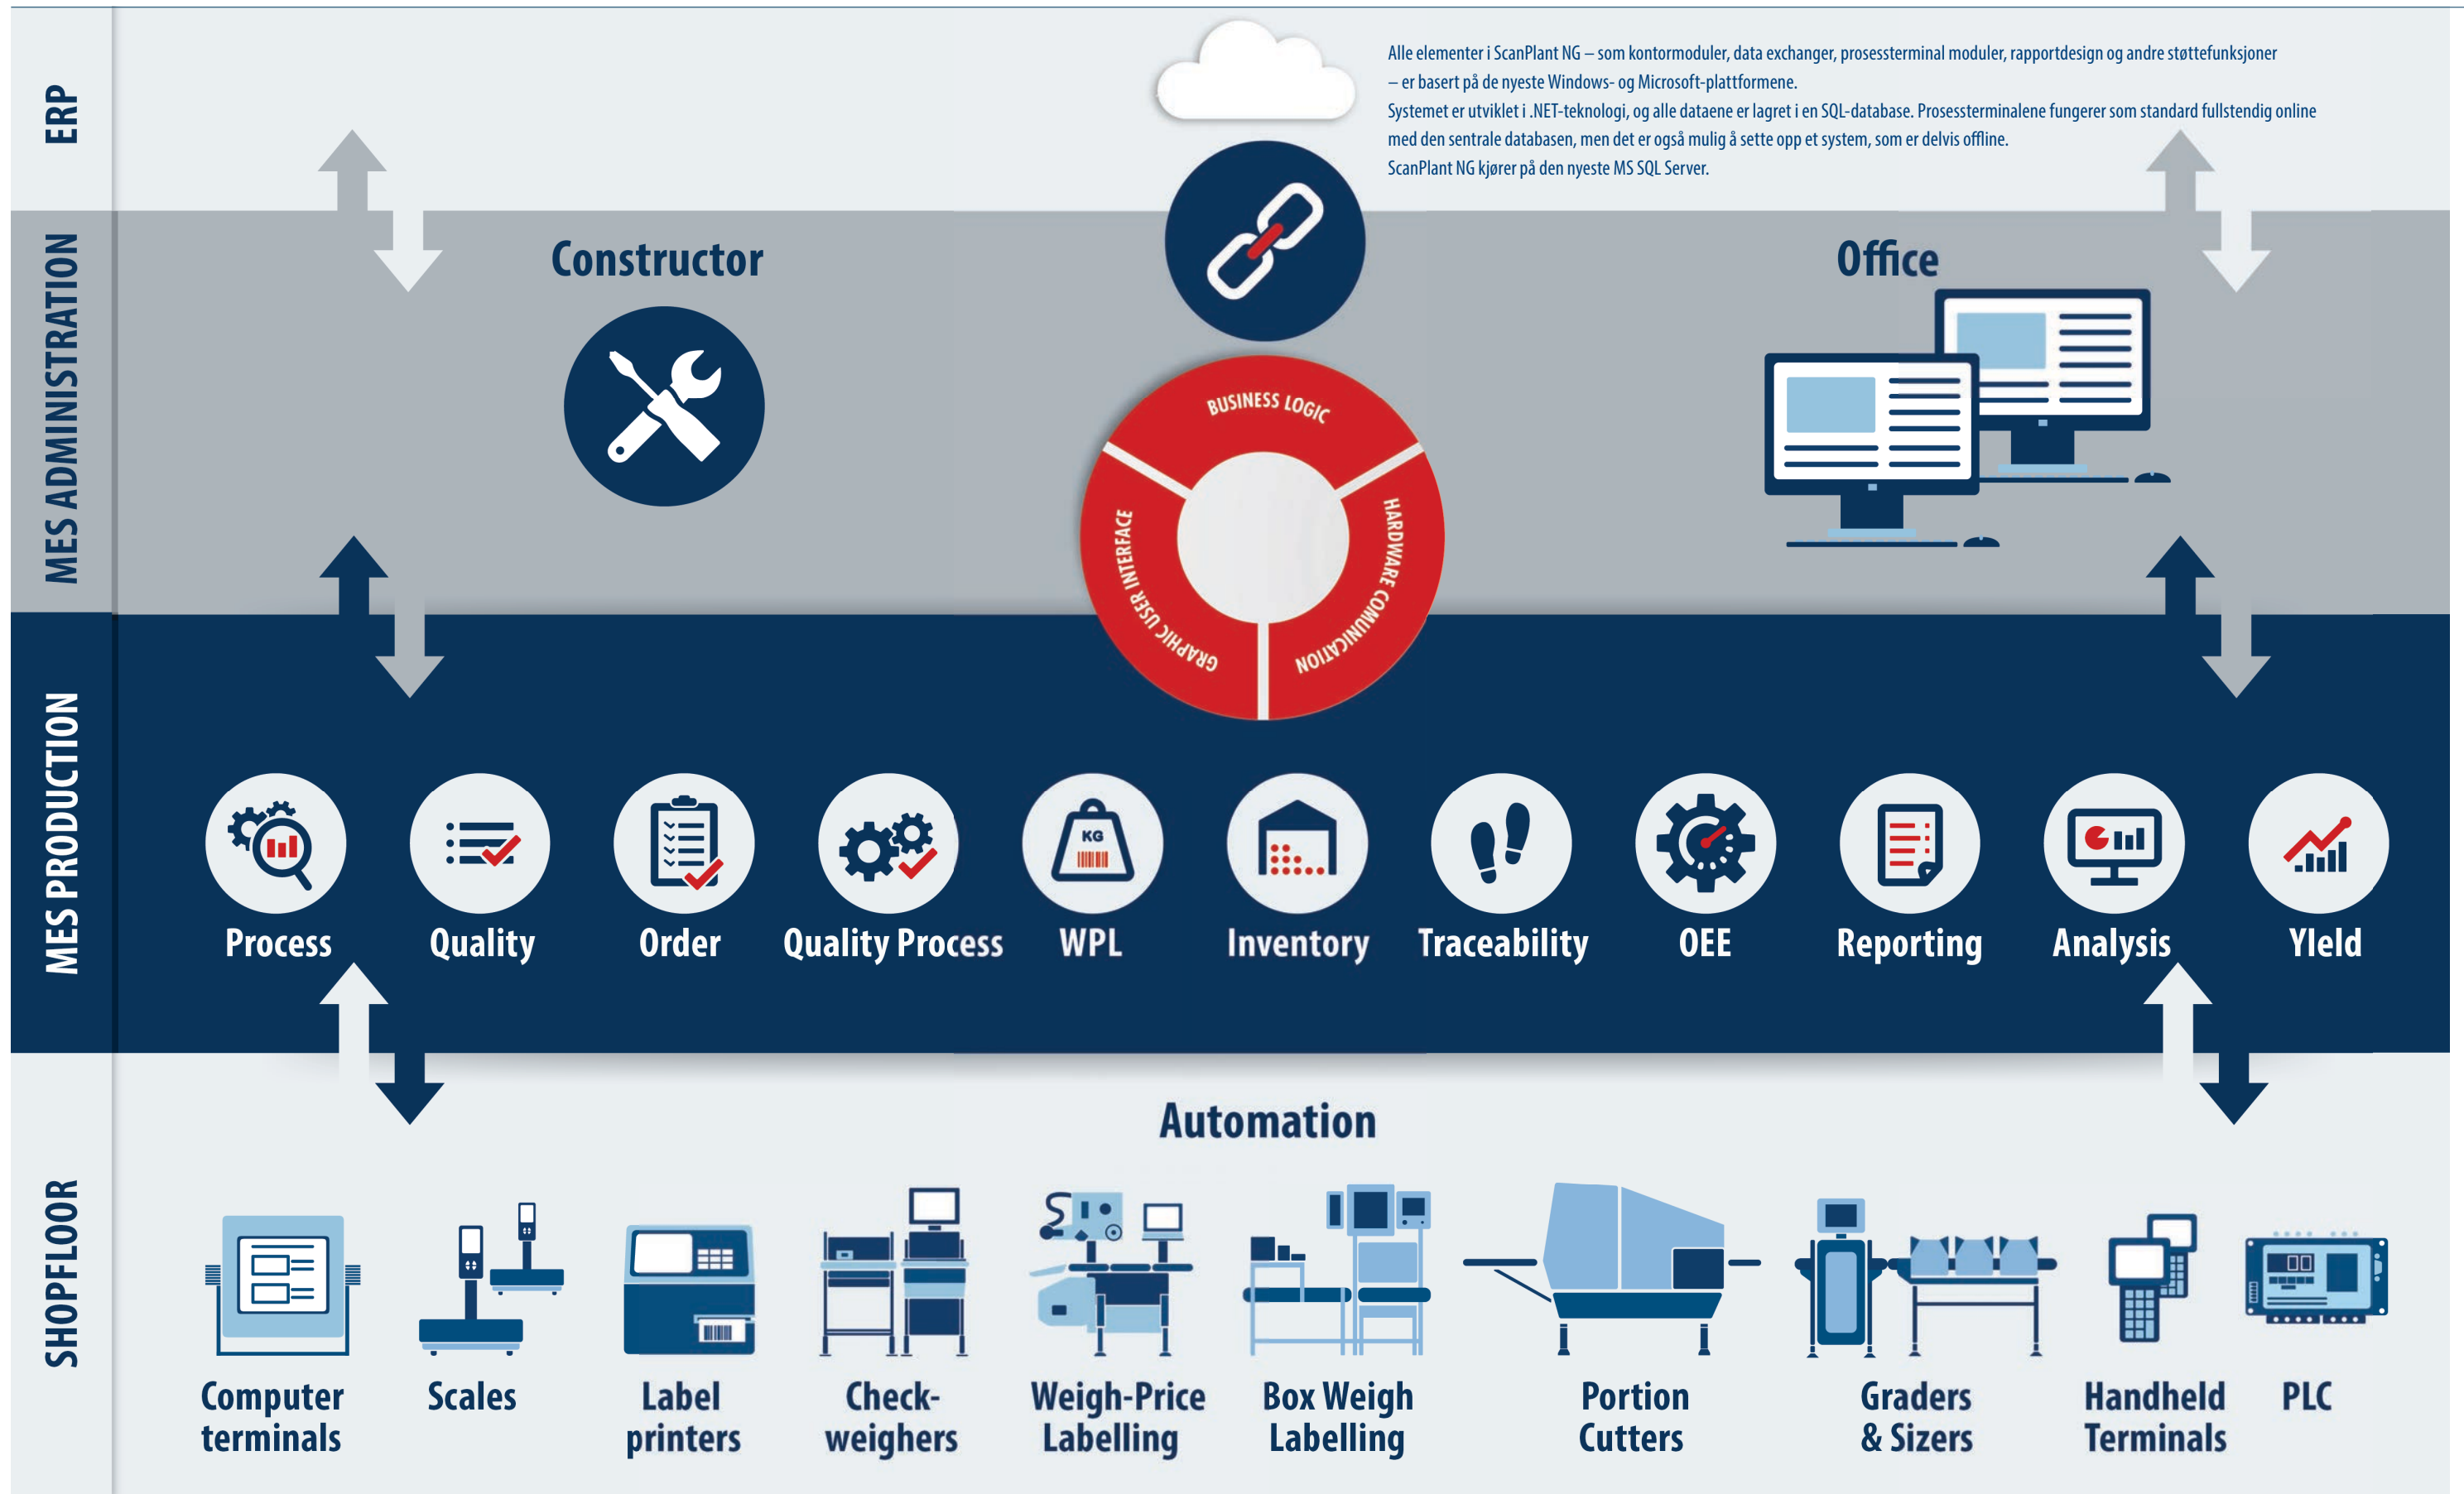 Alle elementer i ScanPlant NG – som kontormoduler, data exchanger, prosessterminal moduler, rapportdesign og andre støttefunksjoner
– er basert på de nyeste Windows- og Microsoft-plattformene.
Systemet er utviklet i .NET-teknologi, og alle dataene er lagret i en SQL-database. Prosessterminalene fungerer som standard fullstendig online
med den sentrale databasen, men det er også mulig å sette opp et system, som er delvis offline.
ScanPlant NG kjører på den nyeste MS SQL Server.
ERP
MES ADMINISTRATION
Constructor
Office
BUSINESS LOGIC
GRAPHIC USER INTERFACE
HARDWARE COMUNICATION
MES PRODUCTION
KG
Process
Quality
Order
Quality Process
WPL
Inventory
Traceability
OEE
Reporting
Analysis
YIeld
SHOPFLOOR
Automation
Computer
terminals
Scales
Label
printers
Check-
weighers
Weigh-Price
Labelling
Box Weigh
Labelling
Portion
Cutters
Graders
& Sizers
Handheld
Terminals
PLC